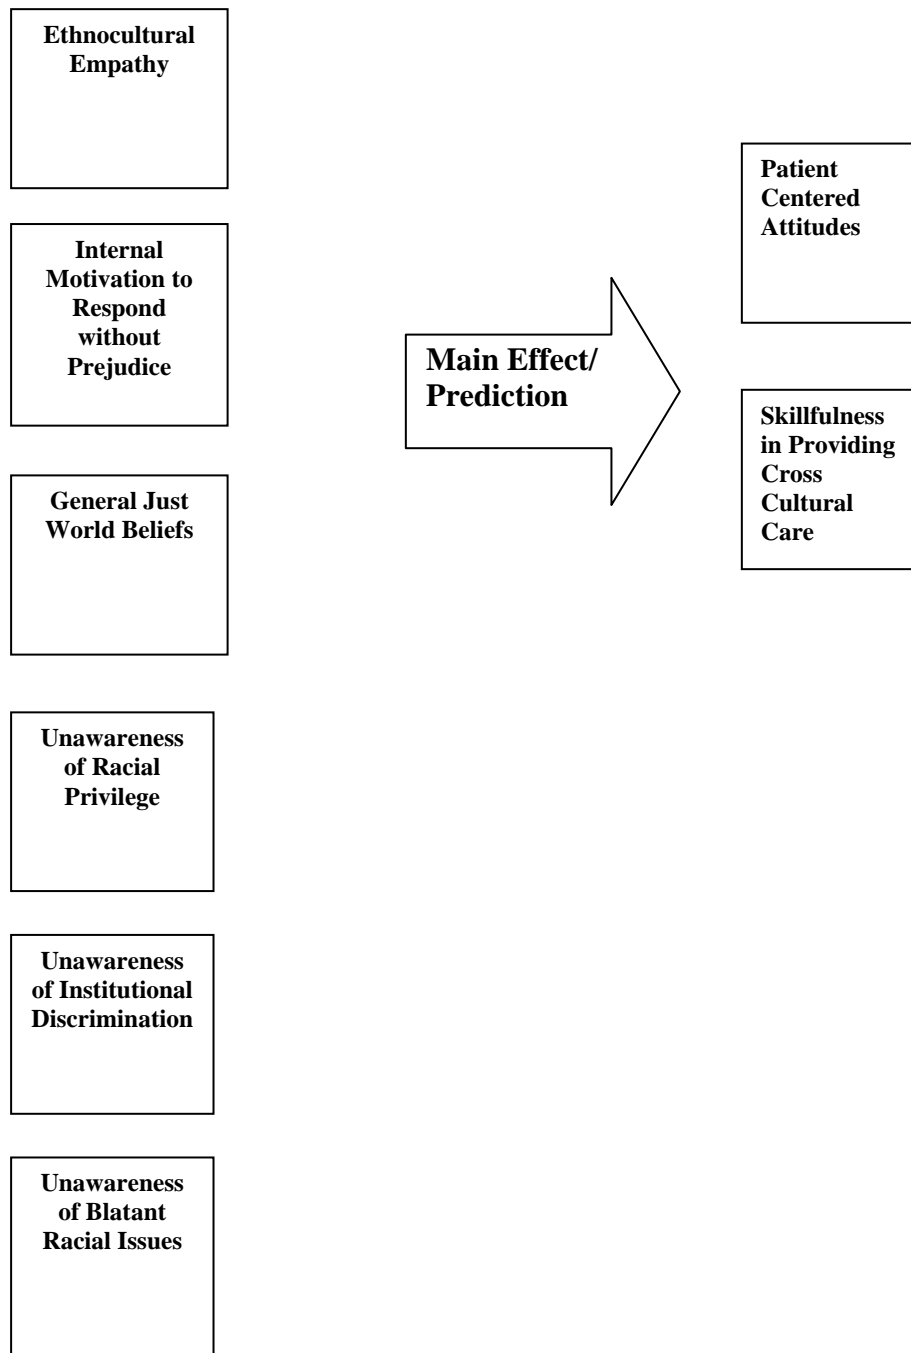 Ethnocultural
Empathy
Internal
Motivation to
Respond
without
Prejudice
General Just
World Beliefs
Unawareness
of Racial
Privilege
Unawareness
of Institutional
Discrimination
Unawareness
of Blatant
Racial Issues
Main Effect/
Prediction
Patient
Centered
Attitudes
Skillfulness
in Providing
Cross
Cultural
Care